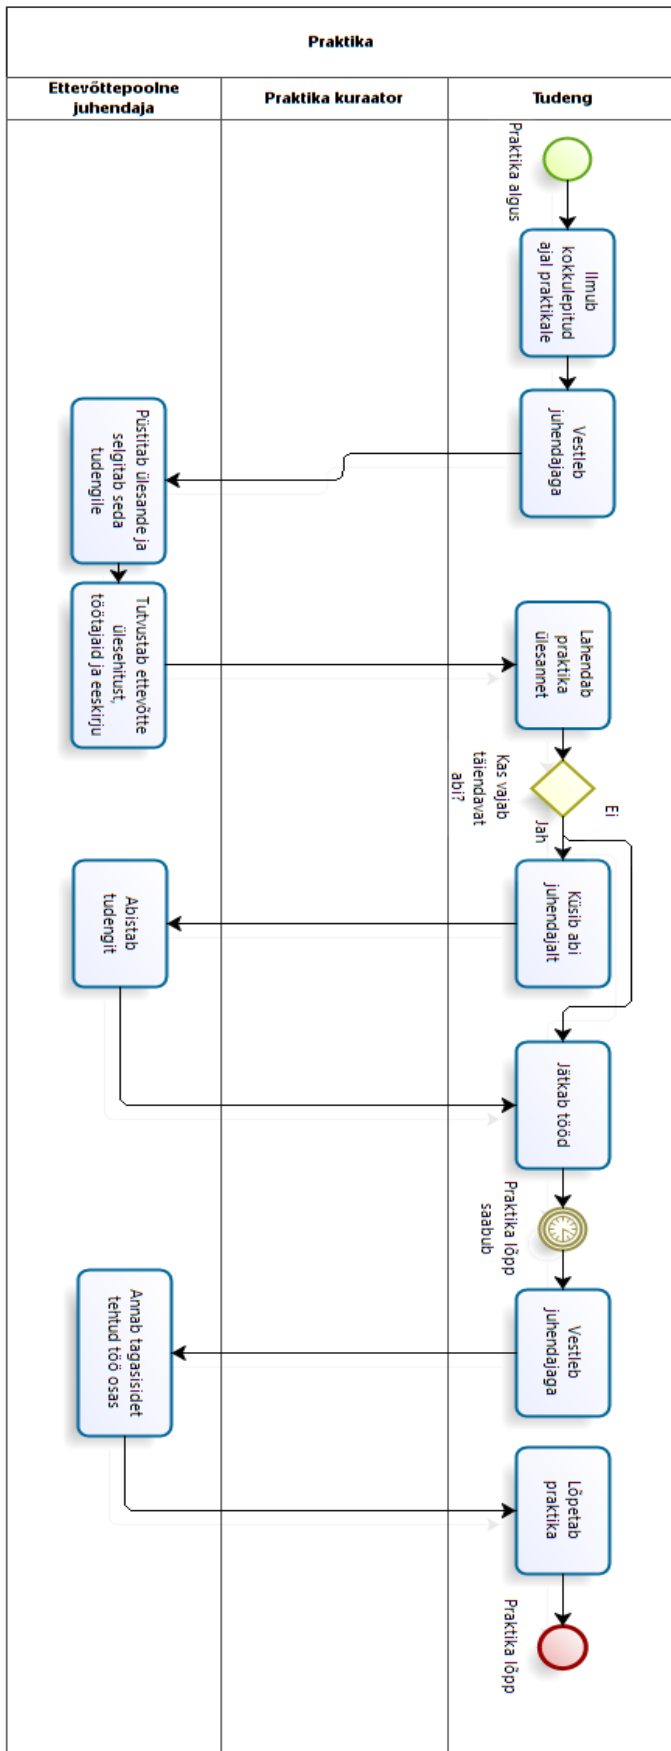 Praktika
Ettevõttepoolne
juhendaja
Praktika kuraator
Tudeng
Praktika algus
Ilmub
kokkulepitud
ajal praktikale
Vestleb
juhendajaga
Püstitab ülesande ja
selgitab seda
tudengile
Tutvustab ettevõtte
ülesehitust,
töötajaid ja eeskirju
Lahendab
praktika
ülesannet
Kas vajab
täiendavat
abi?
Ei
Jah
Küsib abi
juhendajalt
Abistab
tudengit
Jätkab tööd
Praktika lõpp
saabub
Vestleb
juhendajaga
Annab tagasisidet
tehtud töö osas
Lõpetab
praktika
Praktika lõpp